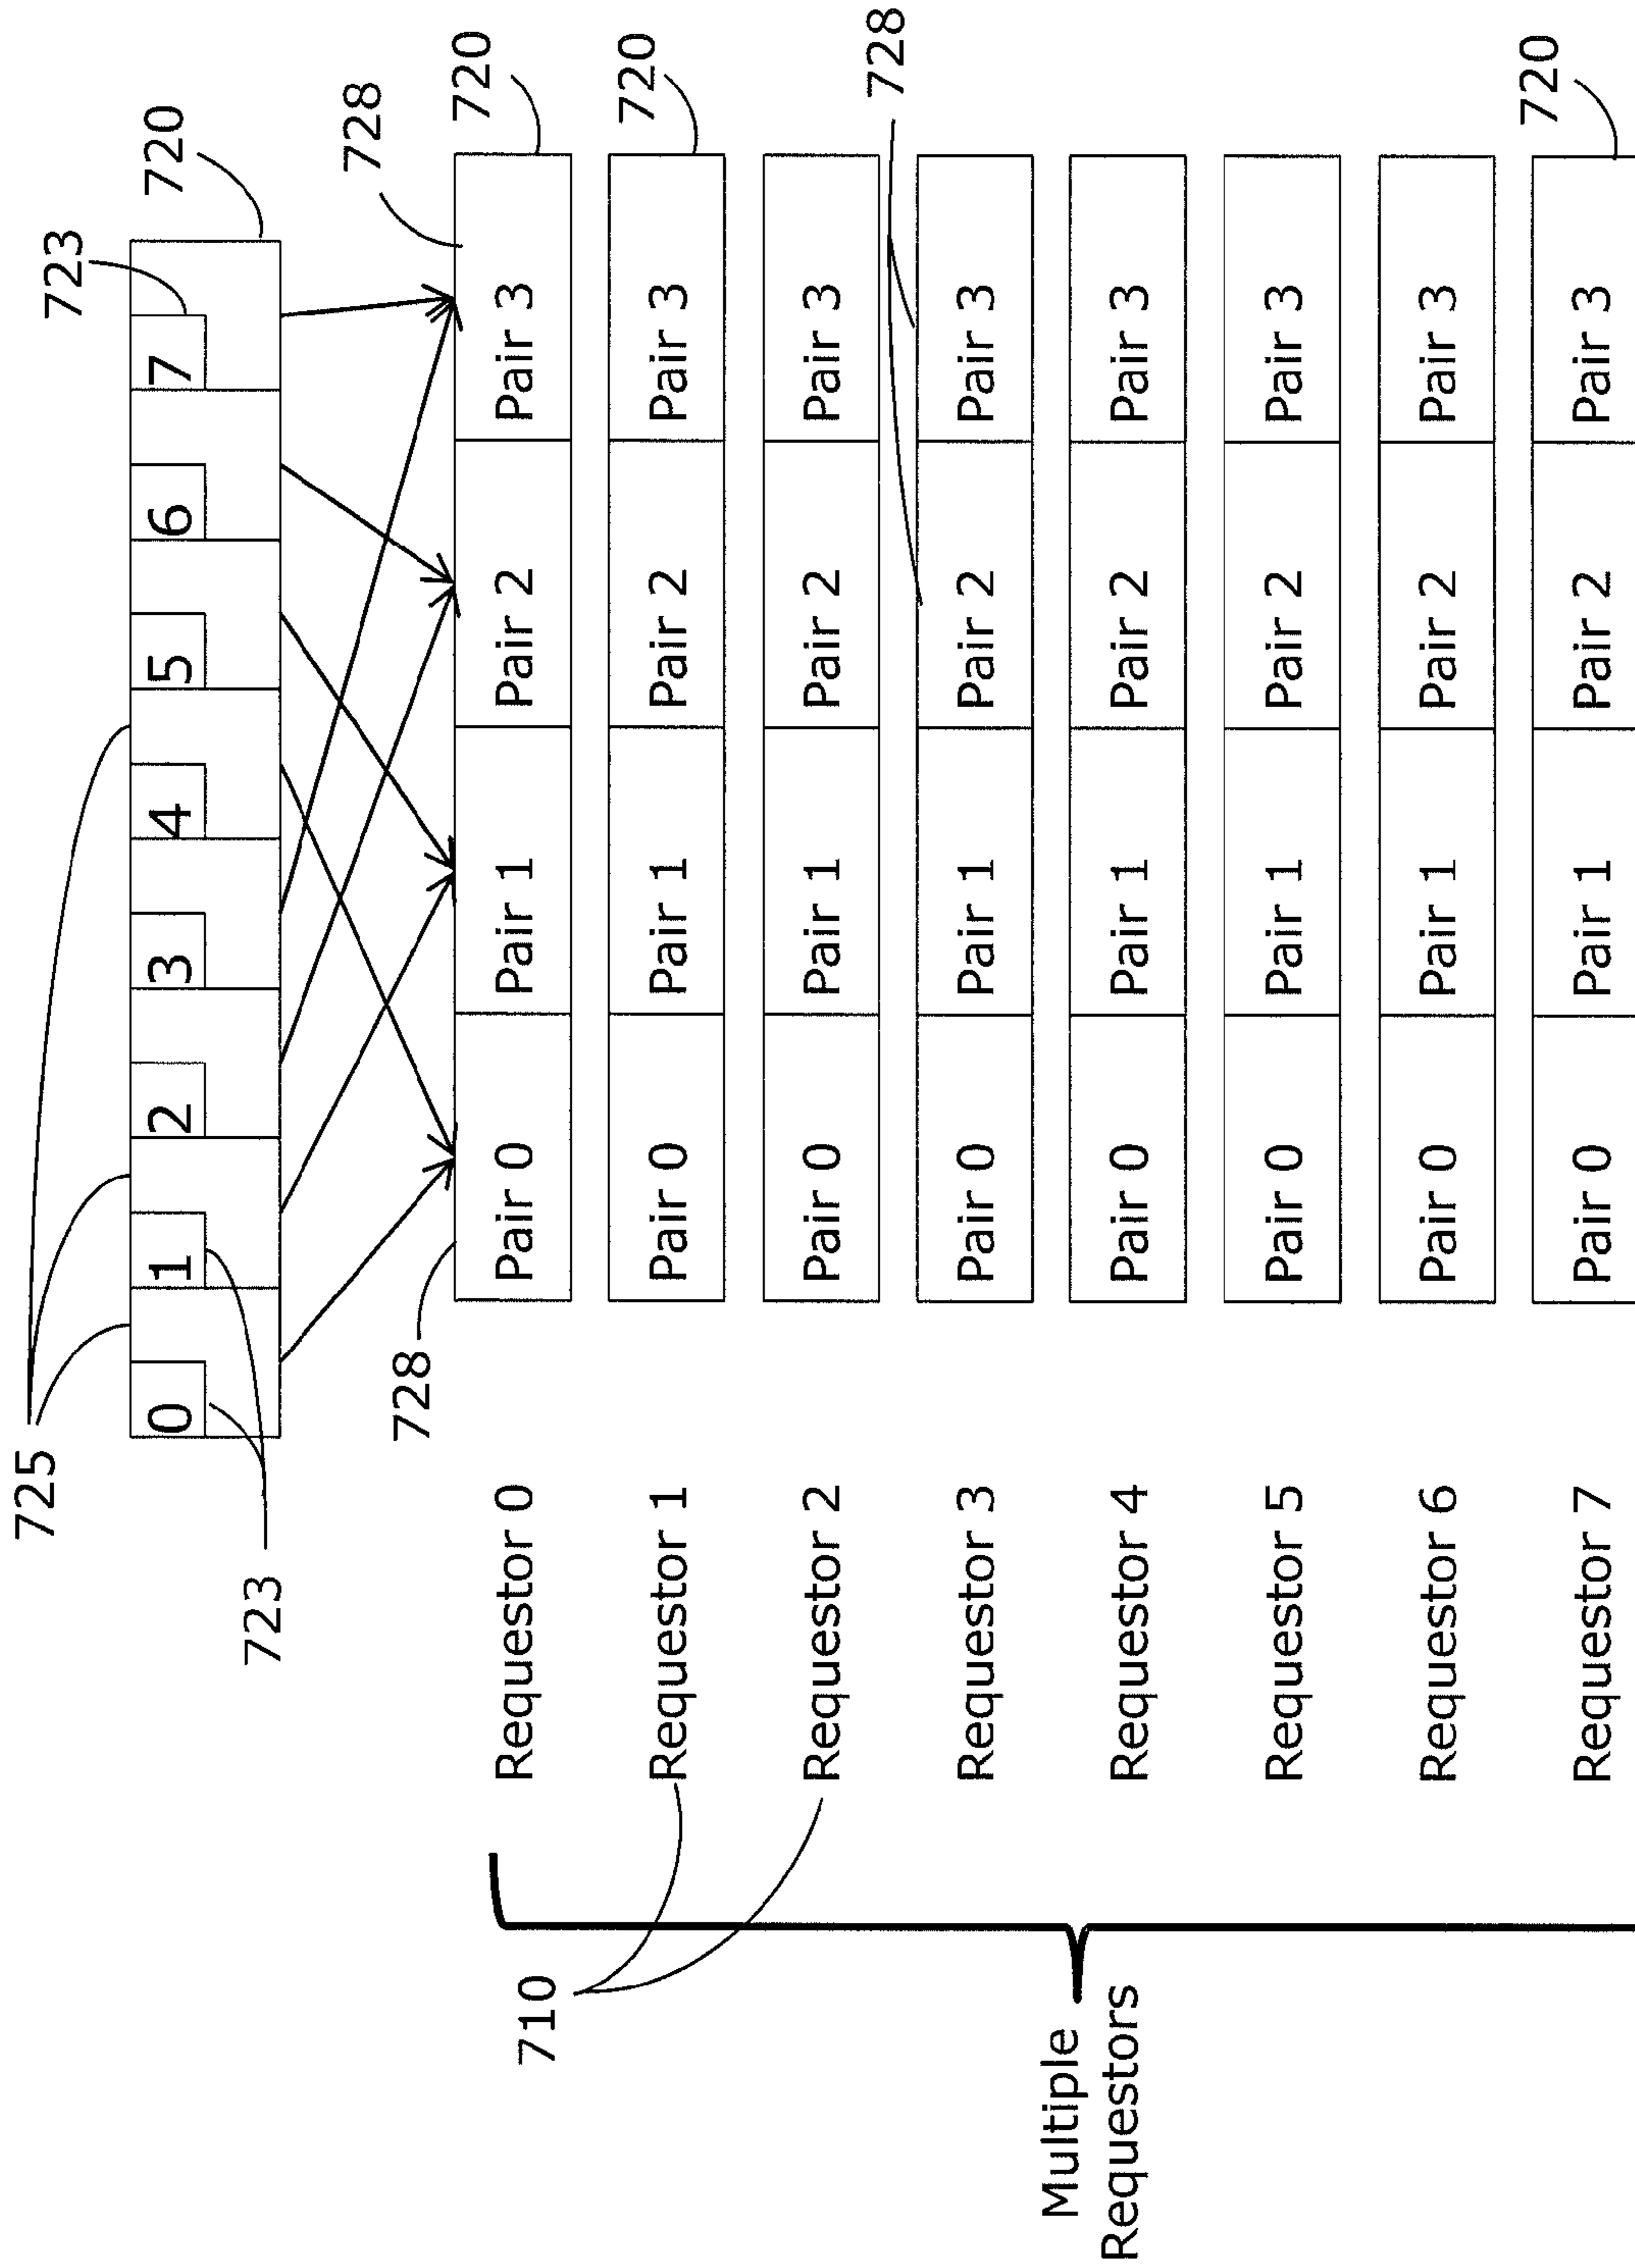 725
723
720
0 1 2 3 4 5 6 7
723
728
728
720
710
Requestor 0 Pair 0 Pair 1 Pair 2 Pair 3
720
Requestor 1 Pair 0 Pair 1 Pair 2 Pair 3
Requestor 2 Pair 0 Pair 1 Pair 2 Pair 3
728
Requestor 3 Pair 0 Pair 1 Pair 2 Pair 3
Multiple
Requestors
Requestor 4 Pair 0 Pair 1 Pair 2 Pair 3
Requestor 5 Pair 0 Pair 1 Pair 2 Pair 3
Requestor 6 Pair 0 Pair 1 Pair 2 Pair 3
720
Requestor 7 Pair 0 Pair 1 Pair 2 Pair 3